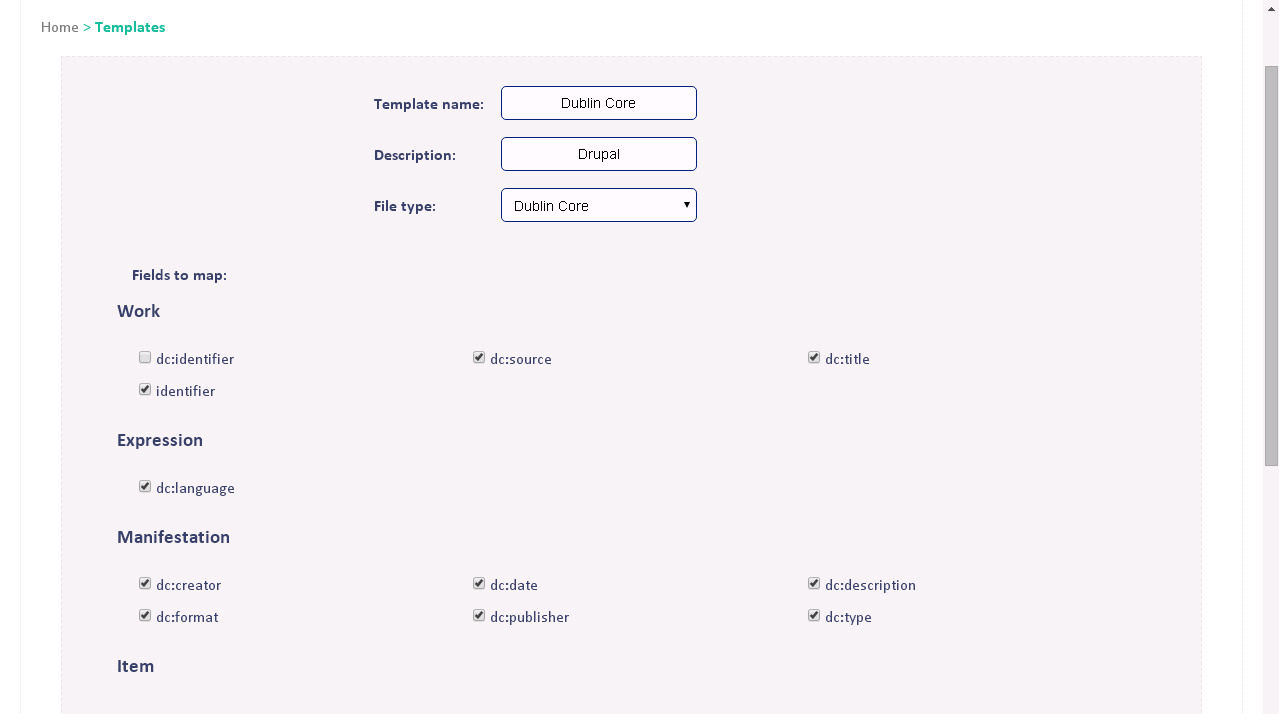 Home > Templates
Template name: Dublin Core
Description: Drupal
File type: Dublin Core
Fields to map:
Work
dc:identifier dc:source dc:title
identifier
Expression
dc:language
Manifestation
dc:creator dc:date dc:description
dc:format dc:publisher dc:type
Item